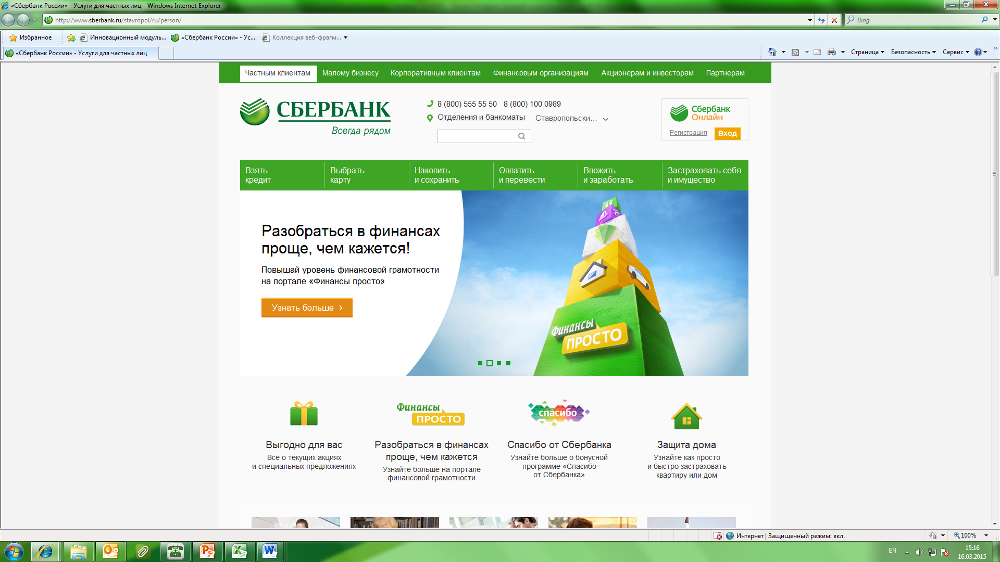 «Сбербанк России» - Услуги для частных лиц - Windows Internet Explorer
http://www.sberbank.ru/stavropol/ru/person/
Bing
Избранное
Инновационный модуль...
«Сбербанк России» - Ус...
Коллекция веб-фрагм...
«Сбербанк России» - Услуги для частных лиц
Страница
Безопасность
Сервис
Частным клиентам
Малому бизнесу
Корпоративным клиентам
Финансовым организациям
Акционерам и инвесторам
Партнерам
СБЕРБАНК
Всегда рядом
8 (800) 555 55 50 8 (800) 100 0989
Отделения и банкоматы
Ставропольски...
Сбербанк
Онлайн
Регистрация
Вход
Взять
кредит
Выбрать
карту
Накопить
и сохранить
Оплатить
и перевести
Вложить
и заработать
Застраховать себя
и имущество
Разобраться в финансах
проще, чем кажется!
Повышай уровень финансовой грамотности
на портале «Финансы просто»
Узнать больше
Финансы
ПРОСТО
Финансы
ПРОСТО
спасибо
Выгодно для вас
Всё о текущих акциях
и специальных предложениях
Разобраться в финансах
проще, чем кажется
Узнайте больше на портале
финансовой грамотности
Спасибо от Сбербанка
Узнайте больше о бонусной
программе «Спасибо
от Сбербанка»
Защита дома
Узнайте как просто
и быстро застраховать
квартиру или дом
Интернет | Защищенный режим: вкл.
100%
EN
15:16
16.03.2015